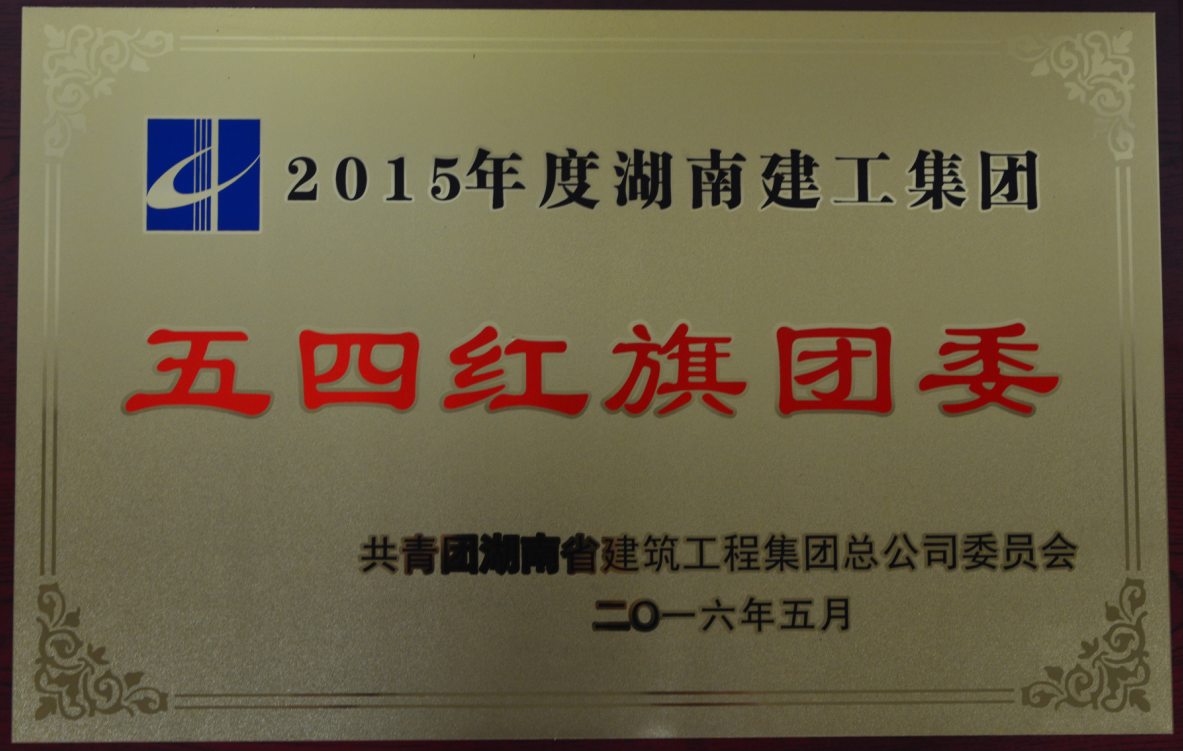 2015年度湖南建工集团
五四红旗团委
共青团湖南省建筑工程集团总公司委员会
二〇一六年五月